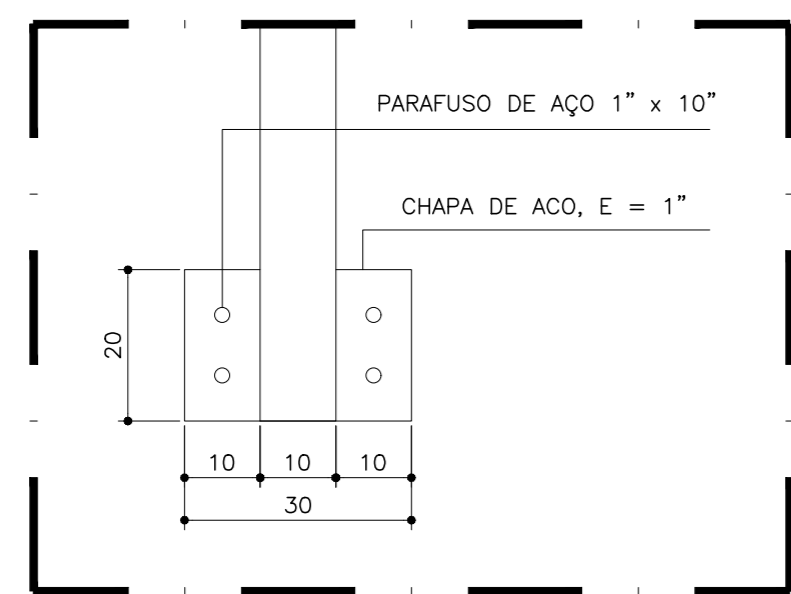 PARAFUSO DE AÇO 1” x 10”
CHAPA DE ACO, E = 1”
20
10 10 10
30